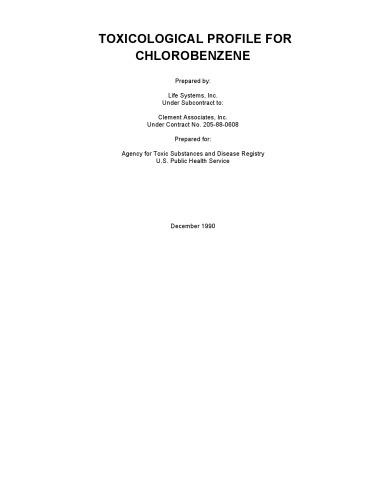 TOXICOLOGICAL PROFILE FOR
CHLOROBENZENE
Prepared by:
Life Systems, Inc.
Under Subcontract to:
Clement Associates, Inc.
Under Contract No. 205-88-0608
Prepared for:
Agency for Toxic Substances and Disease Registry
U.S. Public Health Service
December 1990